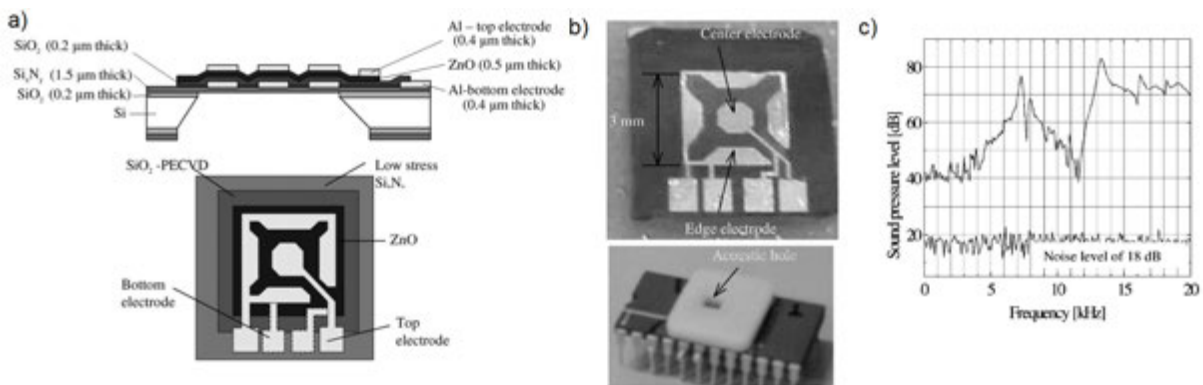 a)
Al – top electrode
(0.4 μm thick)
SiO₂ (0.2 μm thick)
ZnO (0.5 μm thick)
Si,N, (1.5 μm thick)
SiO₂ (0.2 μm thick)
Al-bottom electrode
(0.4 μm thick)
Si
SiO₂ -PECVD
Low stress
Si,N,
ZnO
Bottom
electrode
Top
electrode
b)
Center electrode
3 mm
Edge electrode
Acoustic hole
c)
Sound pressure level [dB]
80
60
40
20
Noise level of 18 dB
0
5
10
15
20
Frequency [kHz]